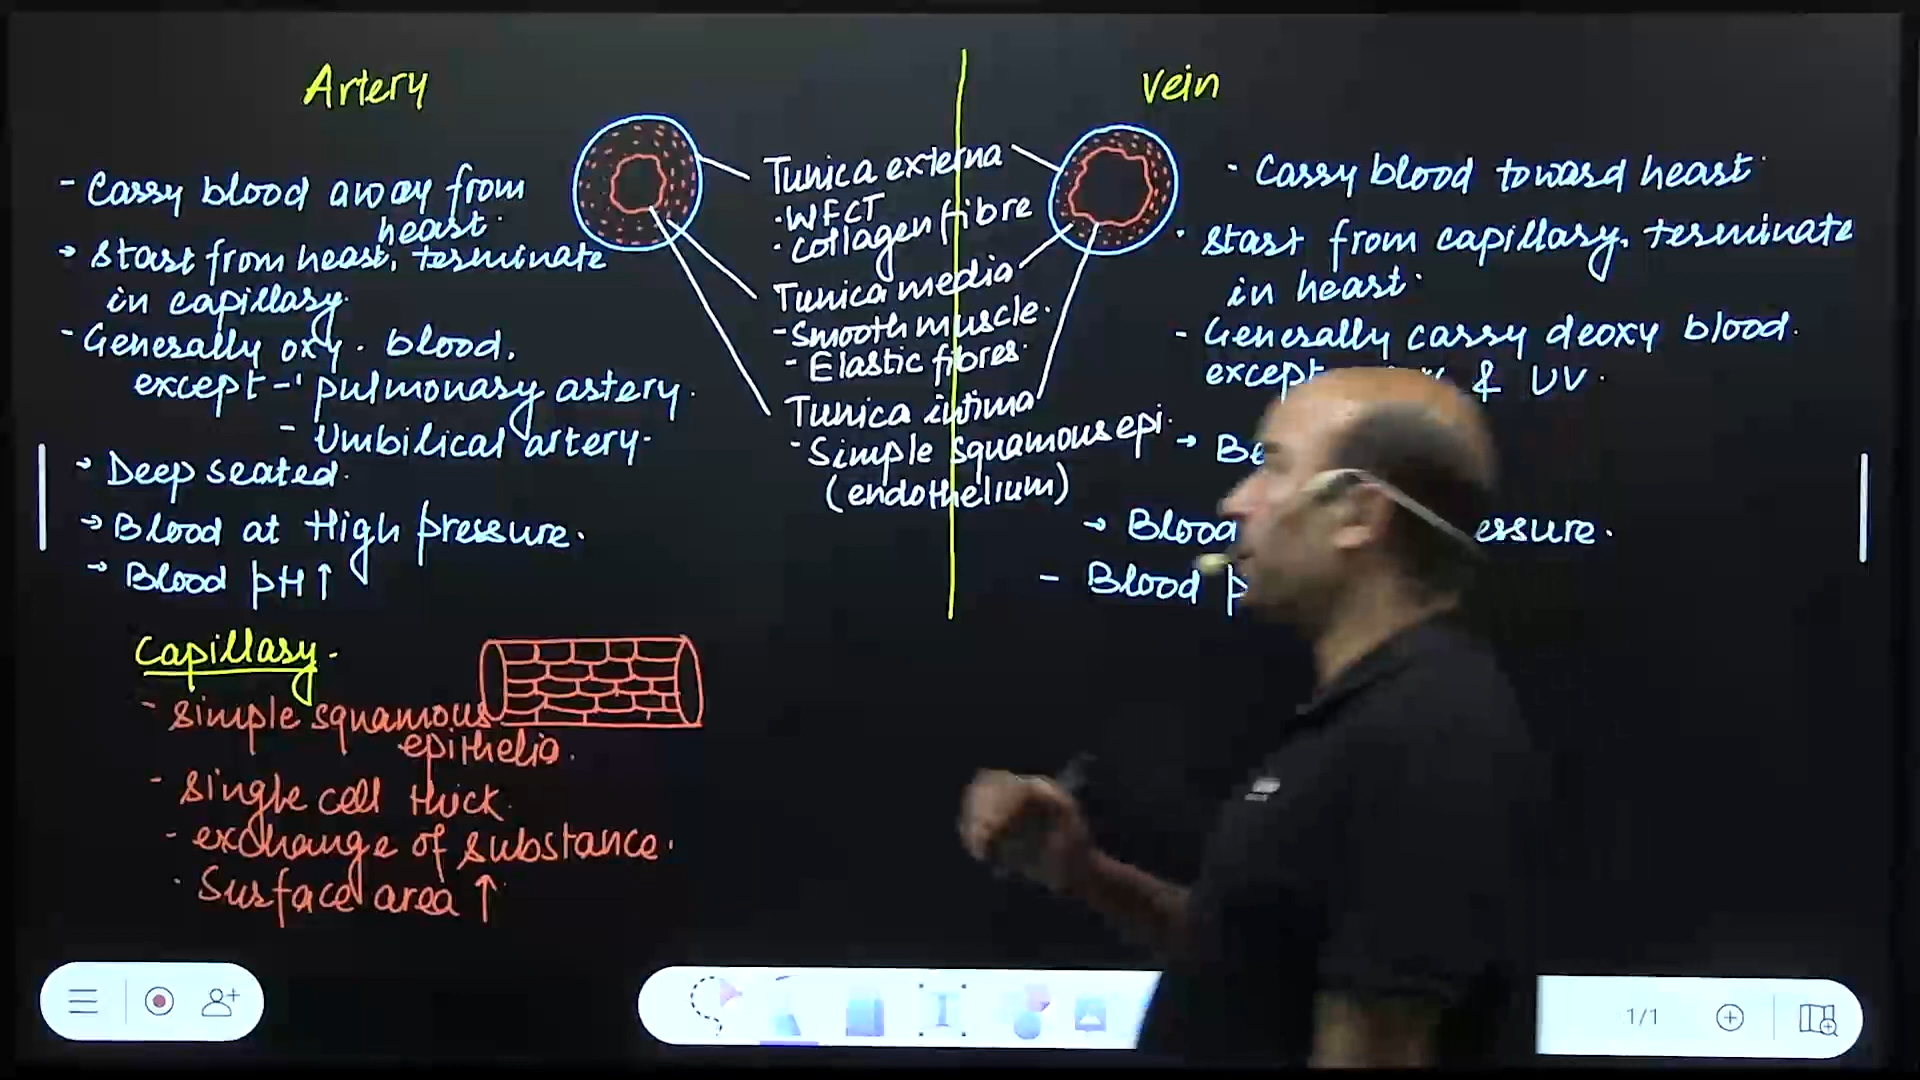 Artery
- Carry blood away from
heart.
→ Start from heart, terminate
in capillary.
- Generally oxy. blood.
except - ' pulmonary artery.
- Umbilical artery.
→ Deep seated.
→ Blood at High pressure.
→ Blood pH ↑
Tunica externa
· WFCT
· Collagen fibre
Tunica media
- Smooth muscle.
- Elastic fibres.
Tunica intima
- Simple squamous epi.
(endothelium)
Vein
- Carry blood toward heart.
· Start from capillary, terminate
in heart.
- Generally carry deoxy blood.
& UV.
→ Blood
- Blood
Capillary -
- Simple squamous
epithelia.
- Single cell thick.
- exchange of substance.
· Surface area ↑
1/1